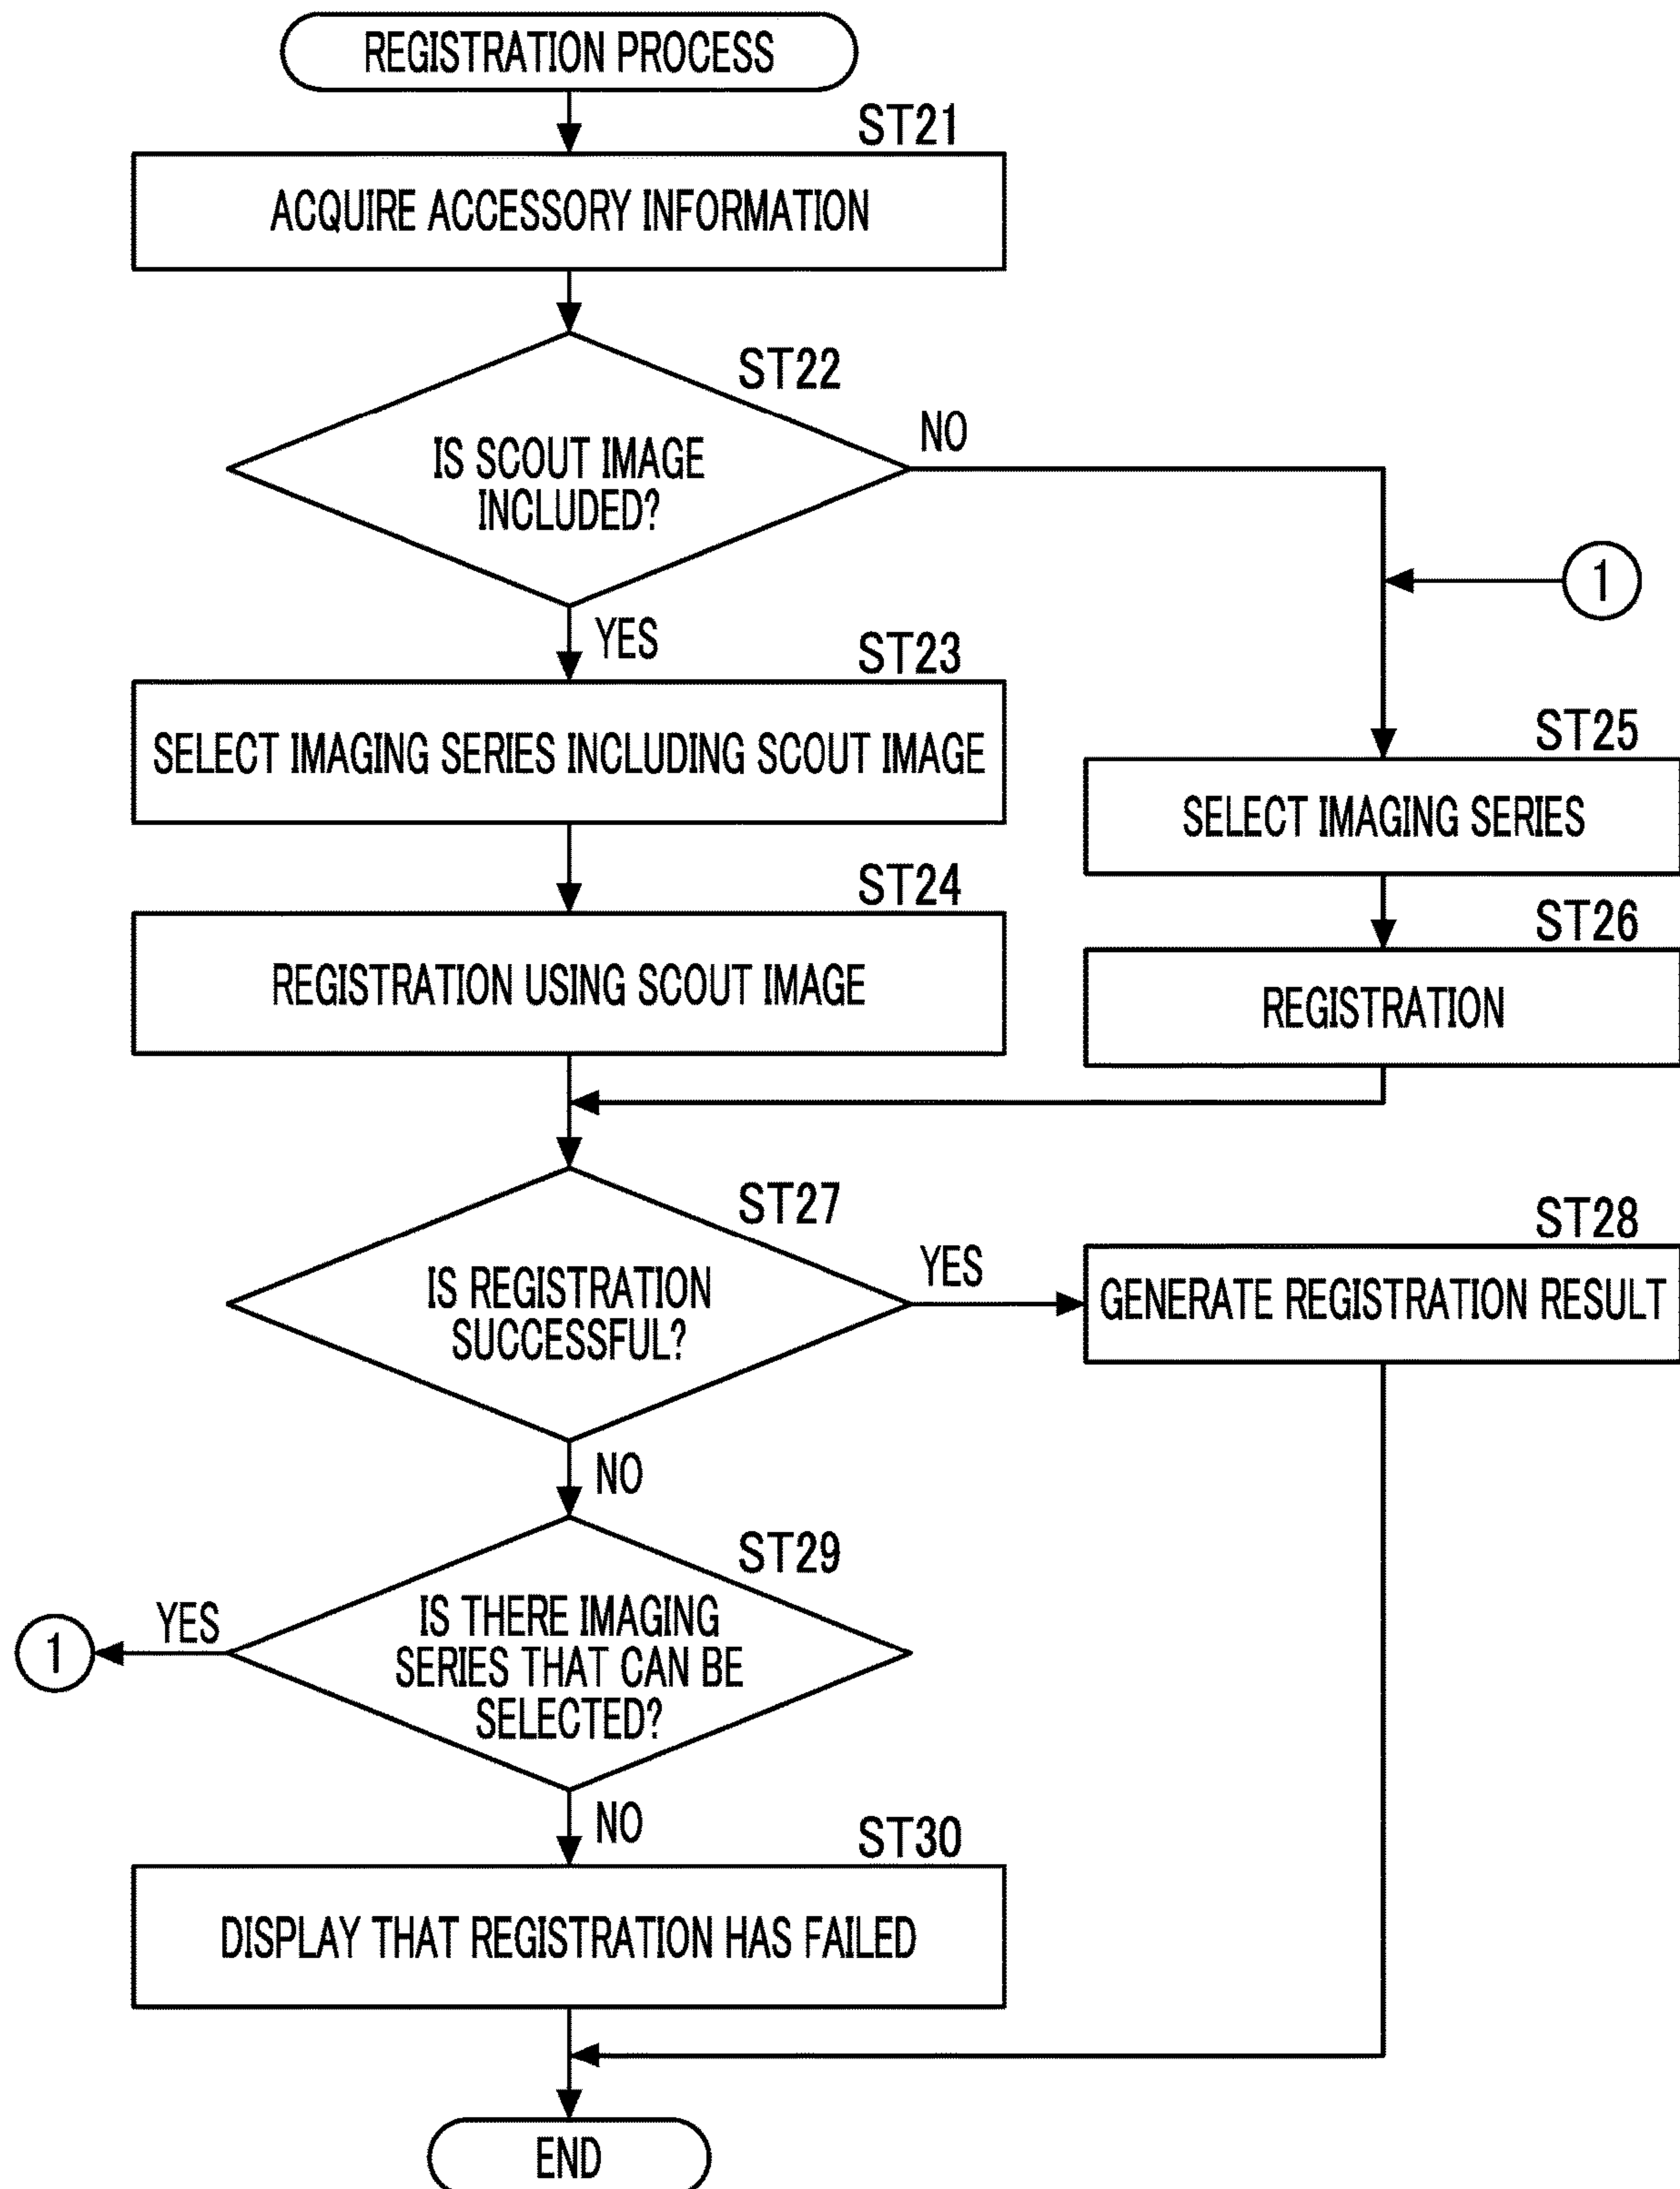 REGISTRATION PROCESS
ST21
ACQUIRE ACCESSORY INFORMATION
ST22
IS SCOUT IMAGE
INCLUDED?
NO
1
YES
ST23
SELECT IMAGING SERIES INCLUDING SCOUT IMAGE
ST25
SELECT IMAGING SERIES
ST24
REGISTRATION USING SCOUT IMAGE
ST26
REGISTRATION
ST27
IS REGISTRATION
SUCCESSFUL?
YES
ST28
GENERATE REGISTRATION RESULT
NO
ST29
IS THERE IMAGING
SERIES THAT CAN BE
SELECTED?
YES
1
NO
ST30
DISPLAY THAT REGISTRATION HAS FAILED
END